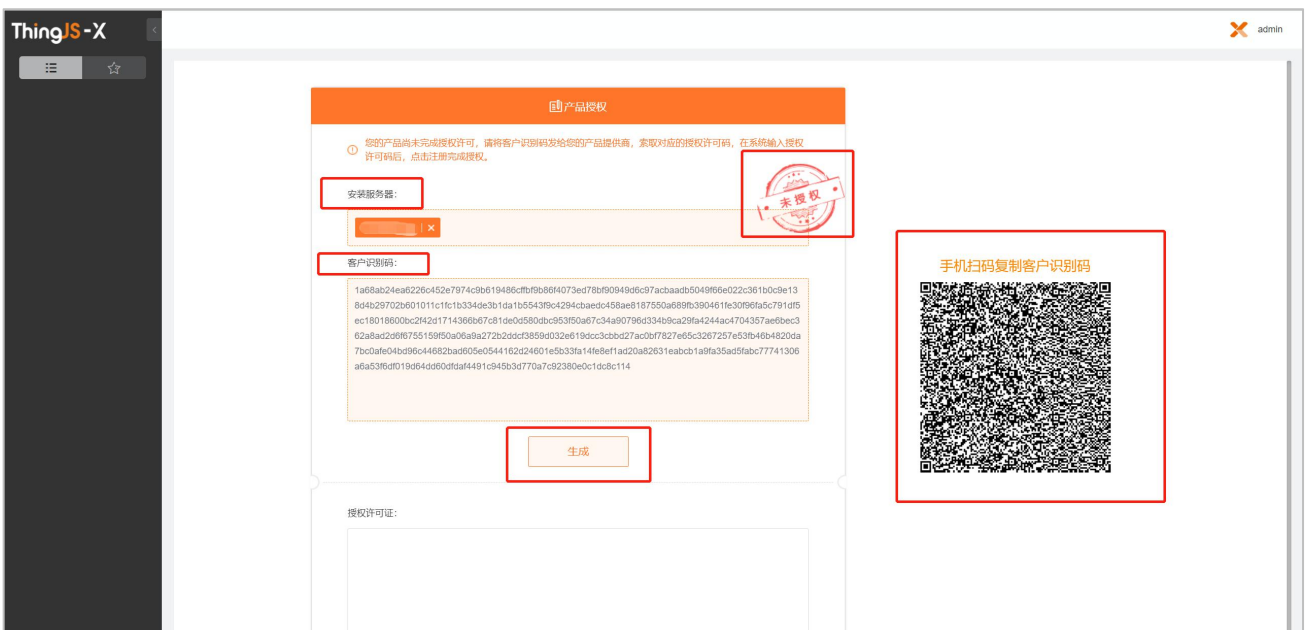 ThingJS-X
admin
产品授权
您的产品尚未完成授权许可，请将客户识别码发给您的产品提供商，索取对应的授权许可码，在系统输入授权
许可码后，点击注册完成授权。
未授权
安装服务器：
客户识别码：
手机扫码复制客户识别码
1a68ab24ea6226c452e7974c9b619486cffbf9b86f4073ed78bf90949d6c97acbaadb5049f66e022c361b0c9e13
8d4b29702b601011c1fc1b334de3b1da1b5543f9c4294cbaedc458ae8187550a689fb390461fe30f96fa5c791df5
ec18018600bc2f42d1714366b67c81de0d580dbc953f50a67c34a90796d334b9ca29fa4244ac4704357ae6bec3
62a8ad2d6f6755159f50a06a9a272b2ddcf3859d032e619dcc3cbbd27ac0bf7827e65c3267257e53fb46b4820da
7bc0afe04bd96c44682bad605e0544162d24601e5b33fa14fe8ef1ad20a82631eabcb1a9fa35ad5fabc77741306
a6a53f6df019d64dd60dfdaf4491c945b3d770a7c92380e0c1dc8c114
生成
授权许可证：